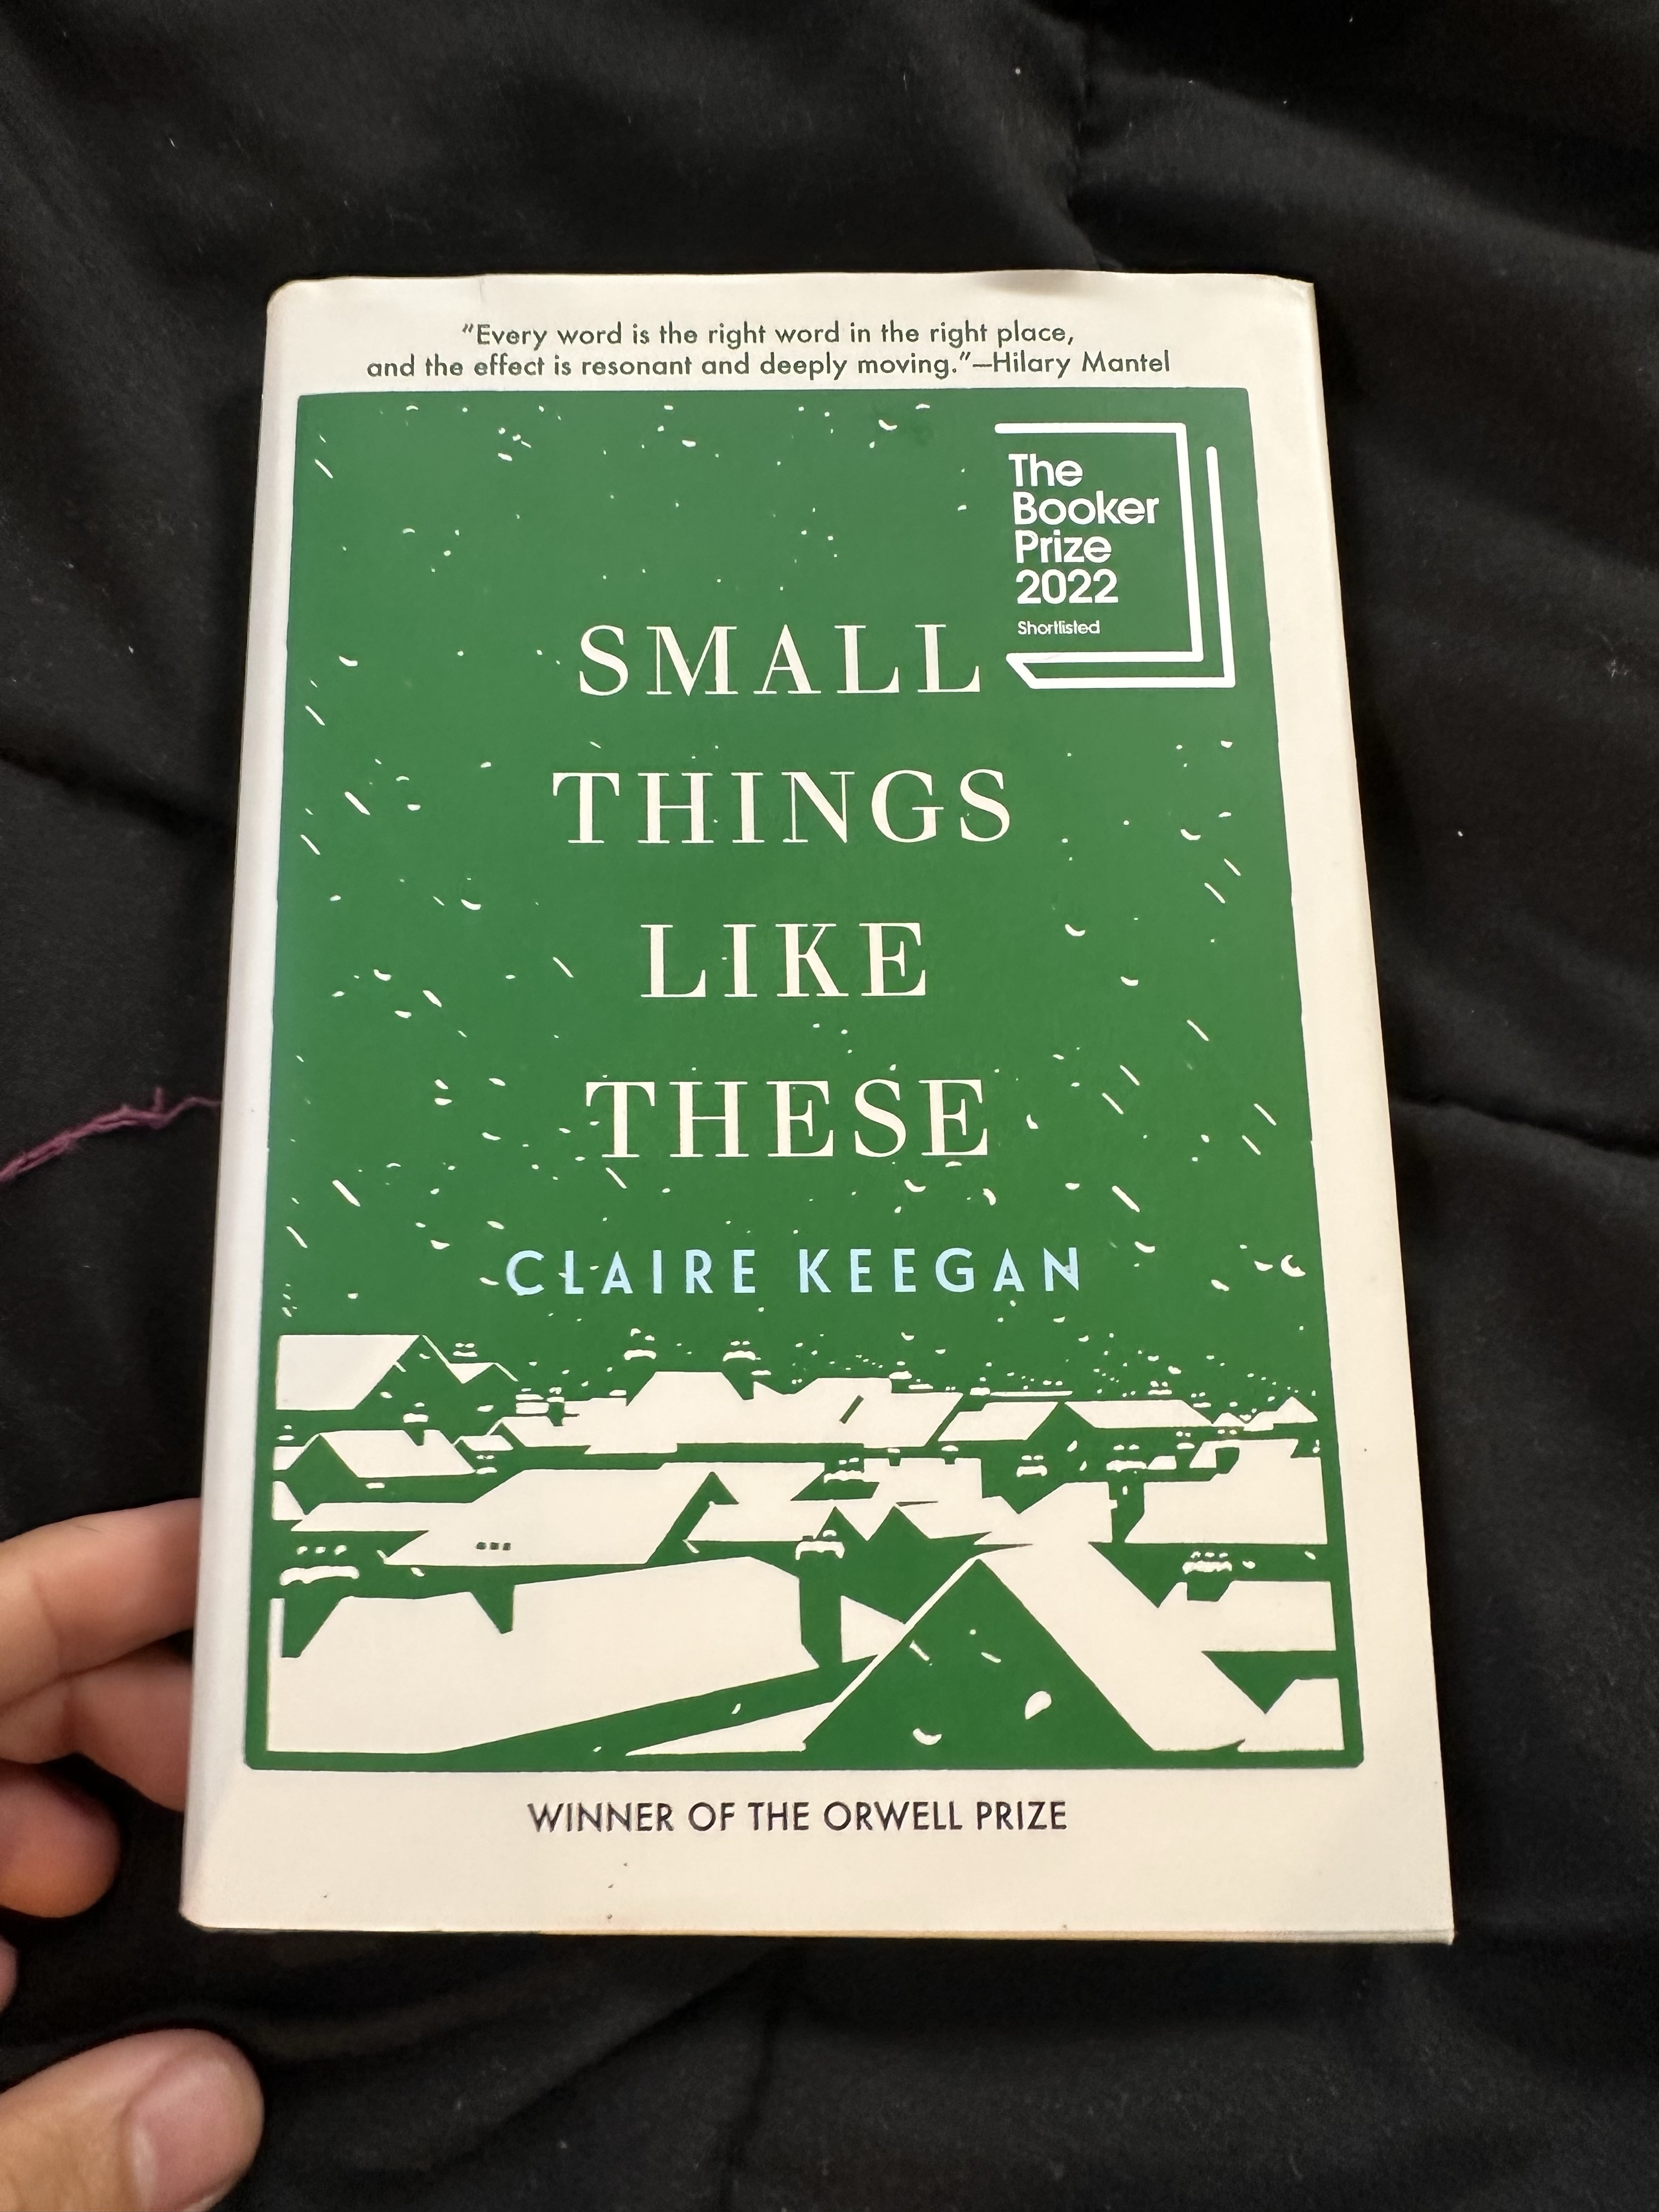 "Every word is the right word in the right place,
and the effect is resonant and deeply moving."—Hilary Mantel
The
Booker
Prize
2022
Shortlisted
SMALL
THINGS
LIKE
THESE
CLAIRE KEEGAN
WINNER OF THE ORWELL PRIZE